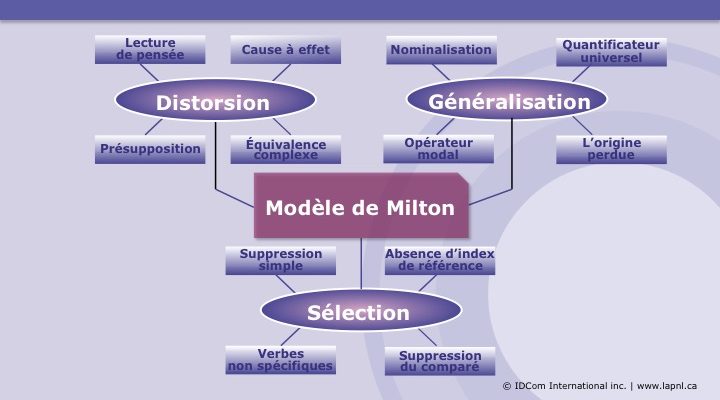 Lecture
de pensée
Cause à effet
Nominalisation
Quantificateur
universel
Distorsion
Généralisation
Présupposition
Équivalence
complexe
Opérateur
modal
L’origine
perdue
Modèle de Milton
Suppression
simple
Absence d’index
de référence
Sélection
Verbes
non spécifiques
Suppression
du comparé
© IDCom International inc. | www.lapnl.ca